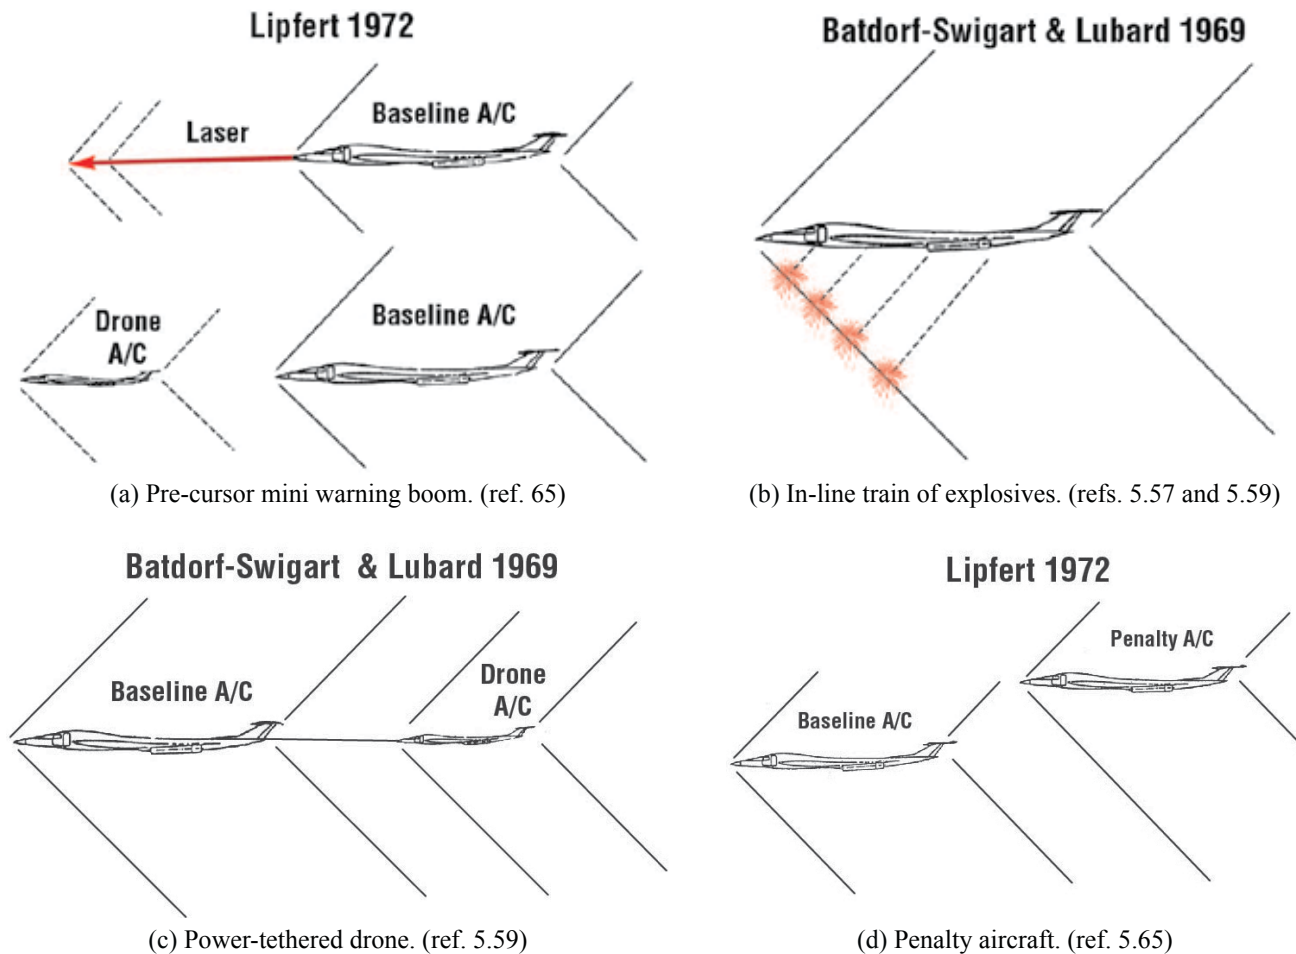 Lipfert 1972
Laser
Baseline A/C
Drone
A/C
Baseline A/C
(a) Pre-cursor mini warning boom. (ref. 65)
Batdorf-Swigart & Lubard 1969
(b) In-line train of explosives. (refs. 5.57 and 5.59)
Batdorf-Swigart & Lubard 1969
Baseline A/C
Drone
A/C
(c) Power-tethered drone. (ref. 5.59)
Lipfert 1972
Penalty A/C
Baseline A/C
(d) Penalty aircraft. (ref. 5.65)